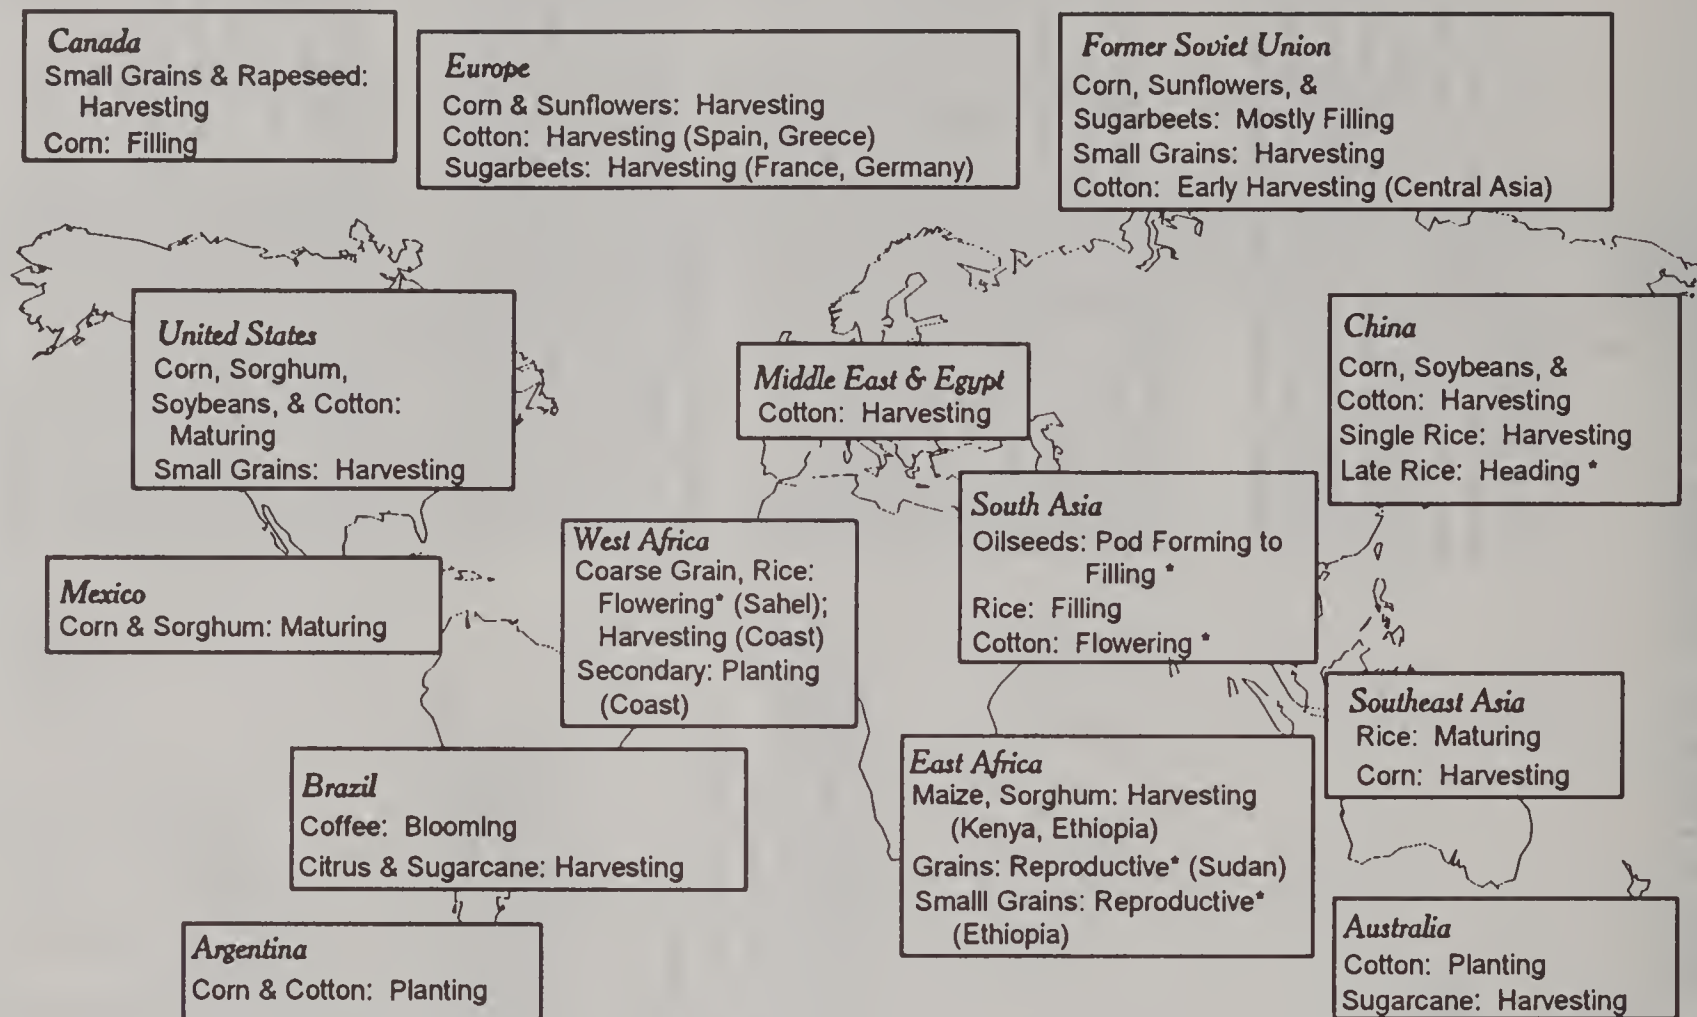 Canada
Small Grains & Rapeseed:
Harvesting
Corn: Filling
Europe
Corn & Sunflowers: Harvesting
Cotton: Harvesting (Spain, Greece)
Sugarbeets: Harvesting (France, Germany)
Former Soviet Union
Corn, Sunflowers, &
Sugarbeets: Mostly Filling
Small Grains: Harvesting
Cotton: Early Harvesting (Central Asia)
United States
Corn, Sorghum,
Soybeans, & Cotton:
Maturing
Small Grains: Harvesting
Middle East & Egypt
Cotton: Harvesting
China
Corn, Soybeans, &
Cotton: Harvesting
Single Rice: Harvesting
Late Rice: Heading *
Mexico
Corn & Sorghum: Maturing
West Africa
Coarse Grain, Rice:
Flowering* (Sahel);
Harvesting (Coast)
Secondary: Planting
(Coast)
South Asia
Oilseeds: Pod Forming to
Filling *
Rice: Filling
Cotton: Flowering *
Southeast Asia
Rice: Maturing
Corn: Harvesting
Brazil
Coffee: Blooming
Citrus & Sugarcane: Harvesting
East Africa
Maize, Sorghum: Harvesting
(Kenya, Ethiopia)
Grains: Reproductive* (Sudan)
Smalll Grains: Reproductive*
(Ethiopia)
Argentina
Corn & Cotton: Planting
Australia
Cotton: Planting
Sugarcane: Harvesting